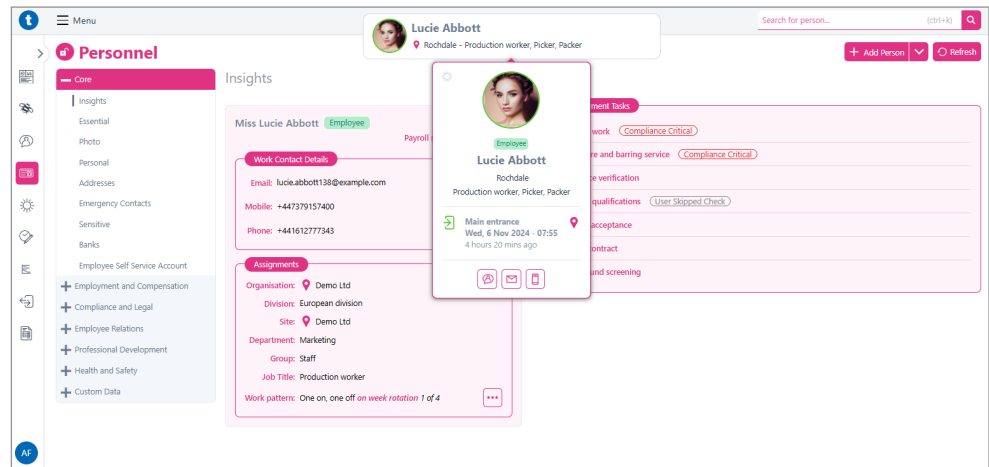 t
Menu
Lucie Abbott
Rochdale - Production worker, Picker, Packer
Search for person...
(ctrl+k)
Personnel
+ Add Person
Refresh
Core
Insights
Essential
Photo
Personal
Addresses
Emergency Contacts
Sensitive
Banks
Employee Self Service Account
Employment and Compensation
Compliance and Legal
Employee Relations
Professional Development
Health and Safety
Custom Data
AF
Insights
Miss Lucie Abbott Employee
Payroll
Work Contact Details
Email: lucie.abbott138@example.com
Mobile: +447379157400
Phone: +441612777343
Assignments
Organisation: Demo Ltd
Division: European division
Site: Demo Ltd
Department: Marketing
Group: Staff
Job Title: Production worker
Work pattern: One on, one off on week rotation 1 of 4
Employee
Lucie Abbott
Rochdale
Production worker, Picker, Packer
Main entrance
Wed, 6 Nov 2024 - 07:55
4 hours 20 mins ago
Tasks
work Compliance Critical
and barring service Compliance Critical
verification
qualifications User Skipped Check
acceptance
screening